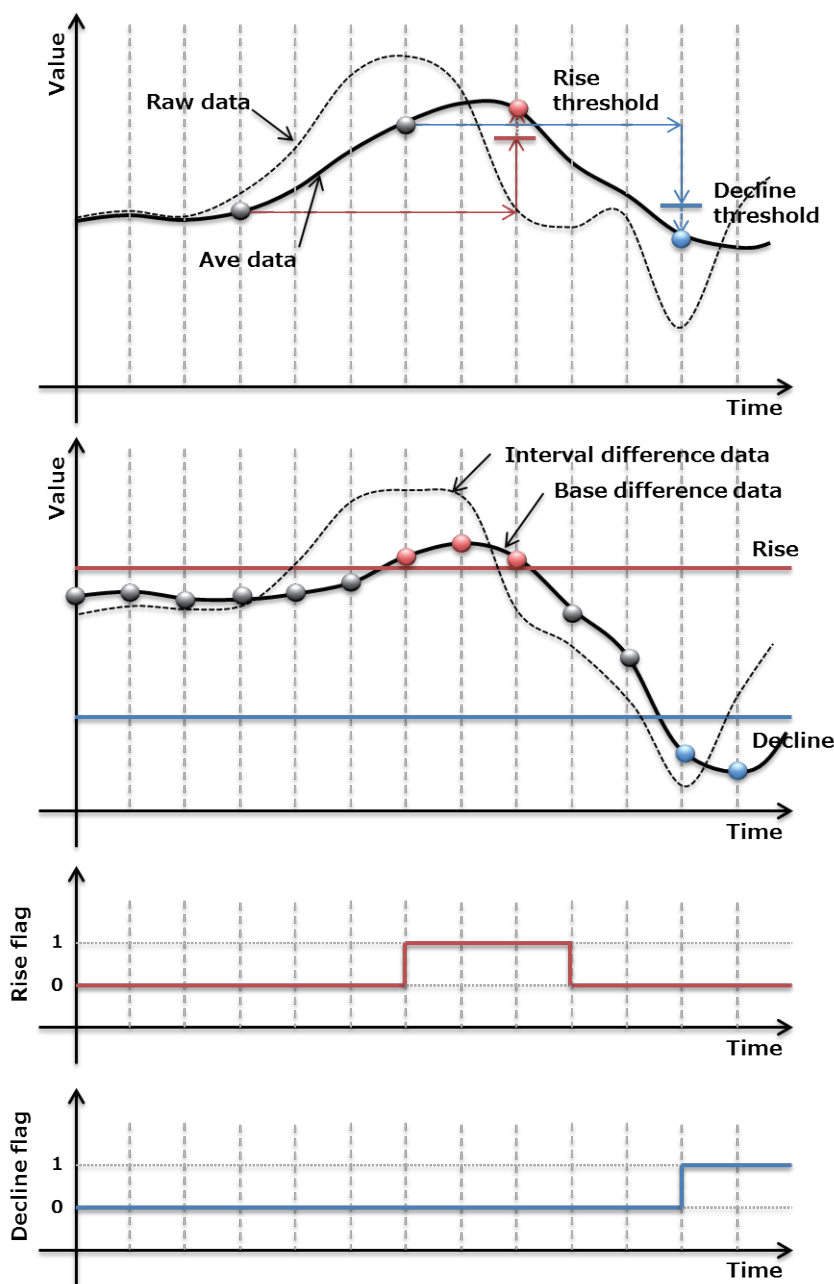 Value
Raw data
Rise
threshold
Decline
threshold
Ave data
Time
Value
Interval difference data
Base difference data
Rise
Decline
Time
Rise flag
1
0
Time
Decline flag
1
0
Time